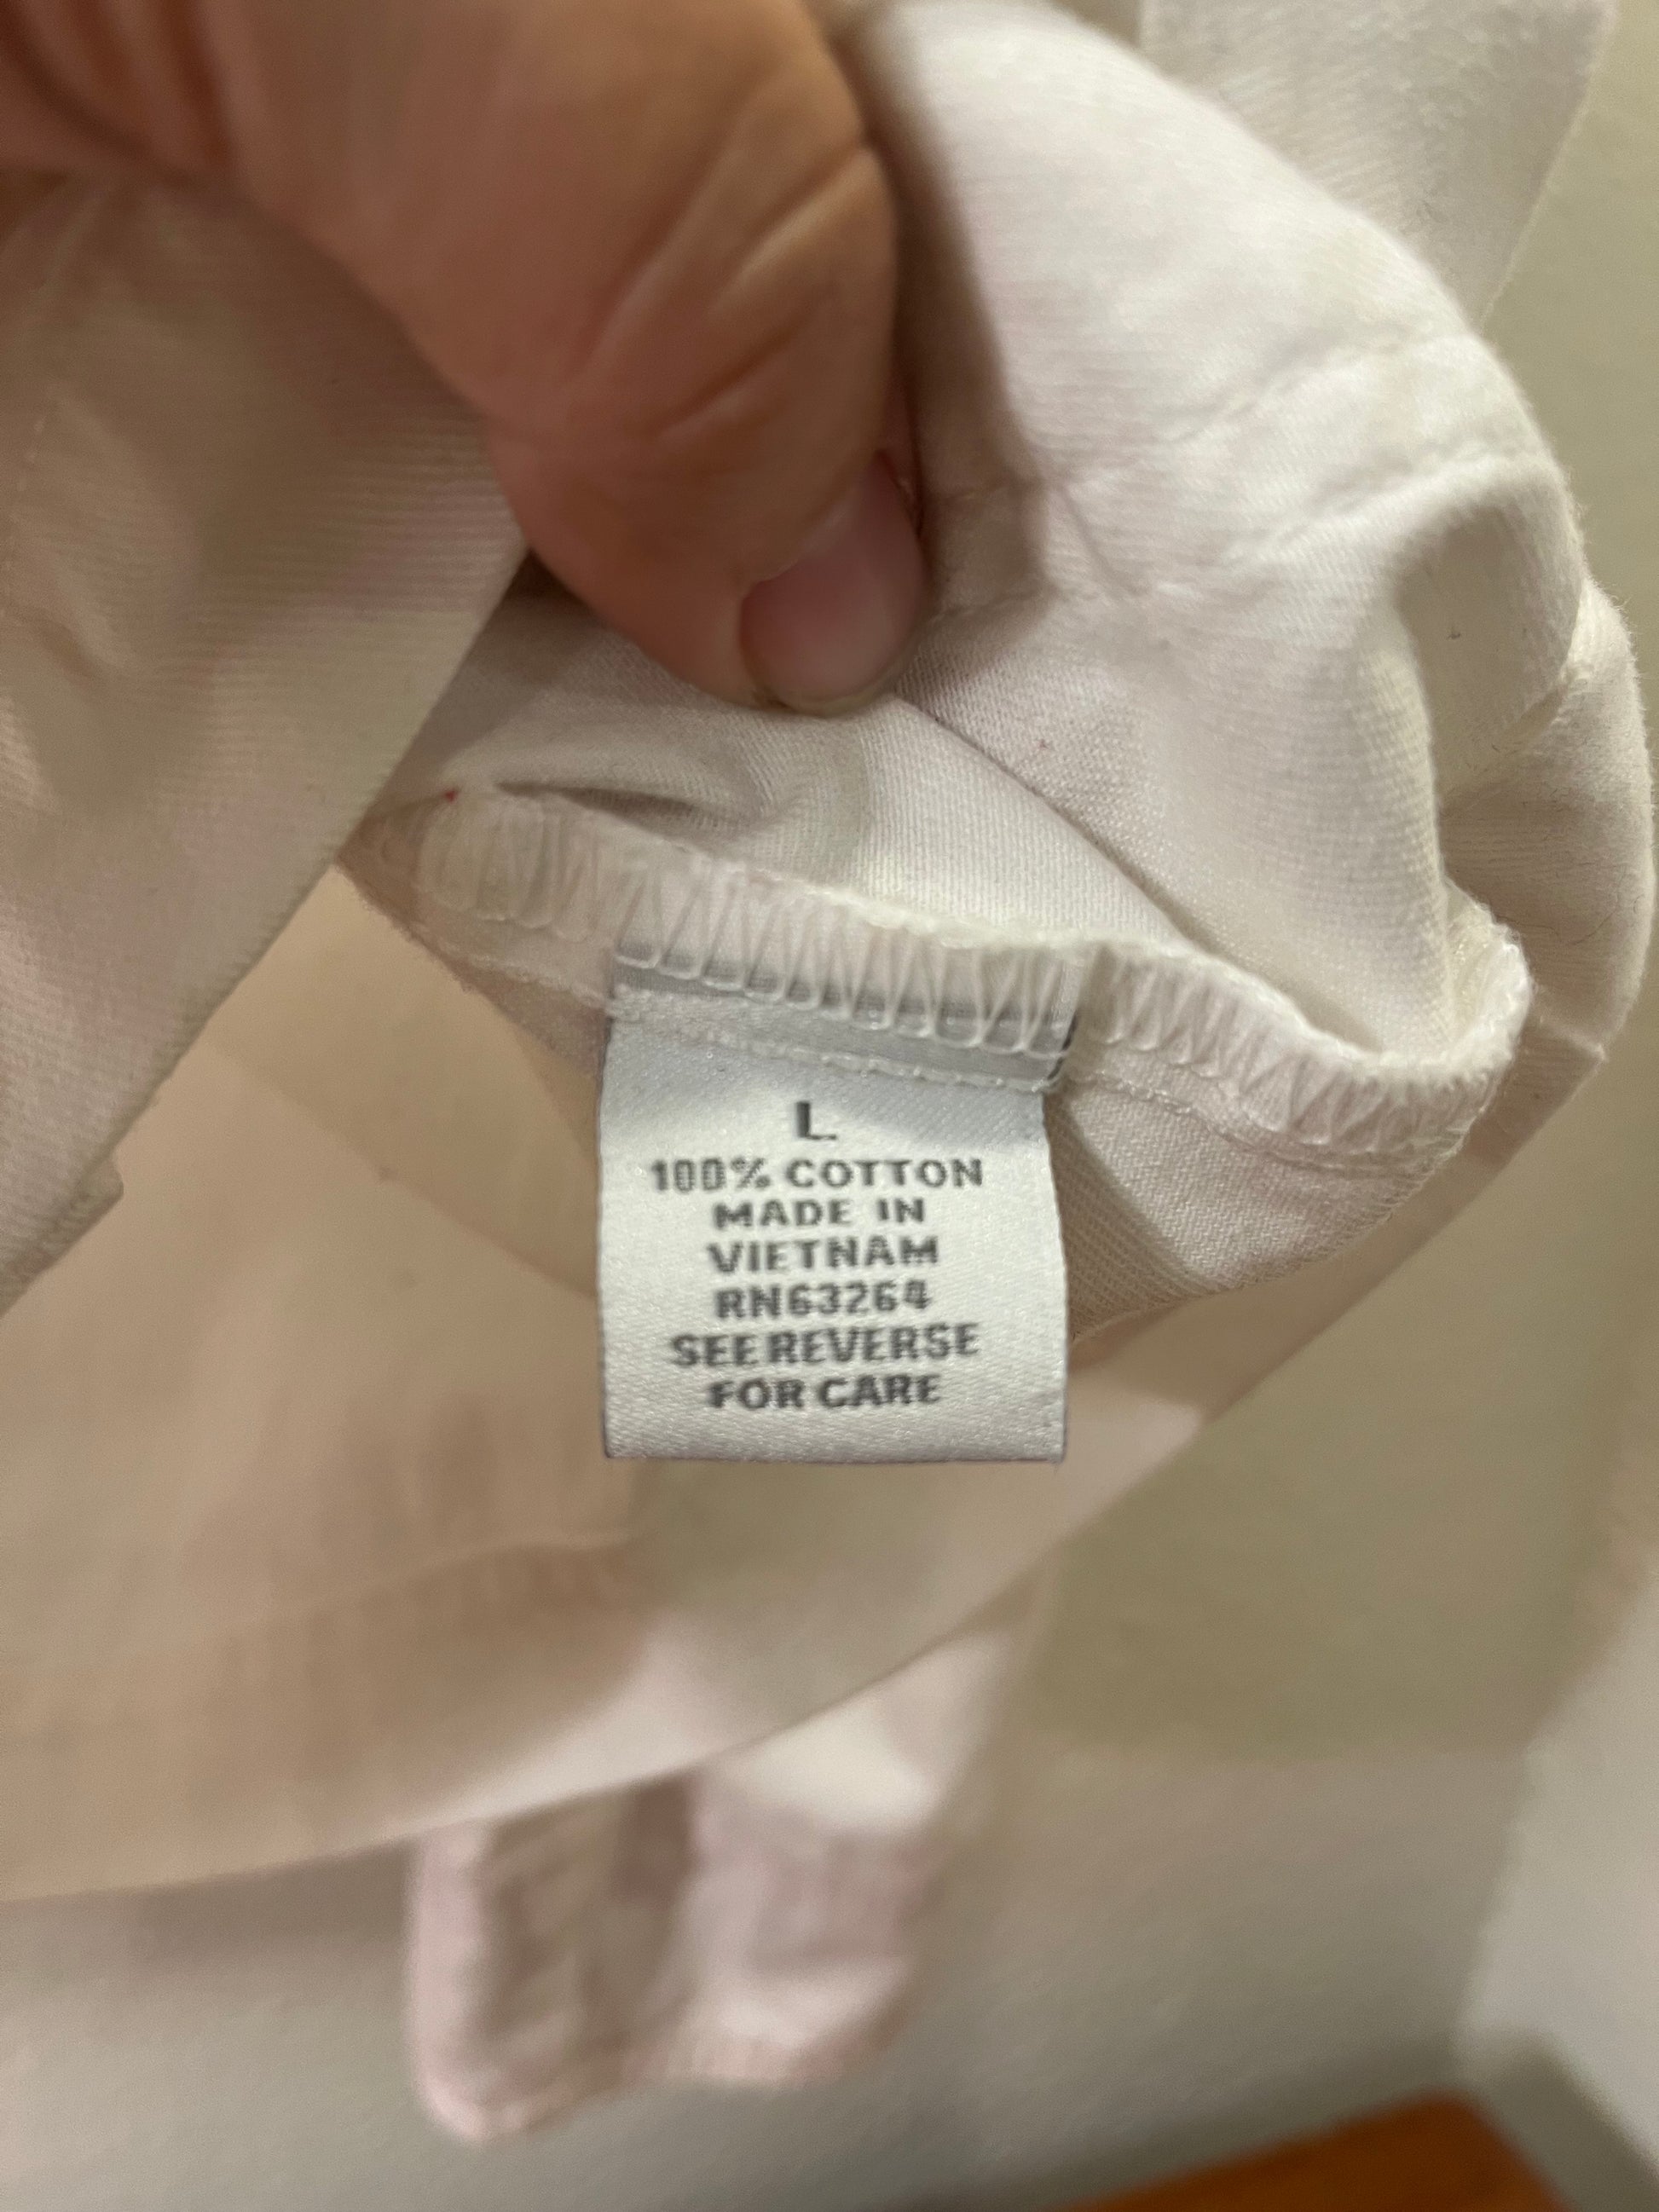 L
100% COTTON
MADE IN
VIETNAM
RN63264
SEE REVERSE
FOR CARE